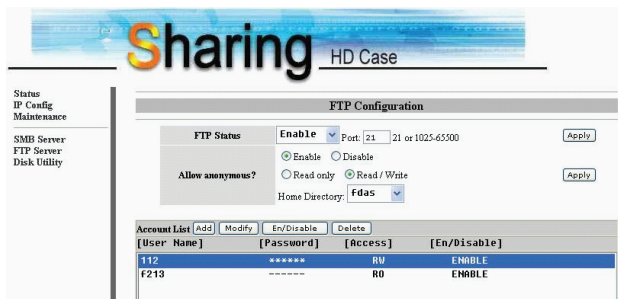 Sharing HD Case
Status
IP Config
Maintenance
SMB Server
FTP Server
Disk Utility
FTP Configuration
FTP Status Enable Port: 21 21 or 1025-65500 Apply
Allow anonymous? Enable Disable
Read only Read / Write Apply
Home Directory: fdas
Account List Add Modify En/Disable Delete
[User Name] [Password] [Access] [En/Disable]
112 ****** RW ENABLE
f213 ------ RO ENABLE